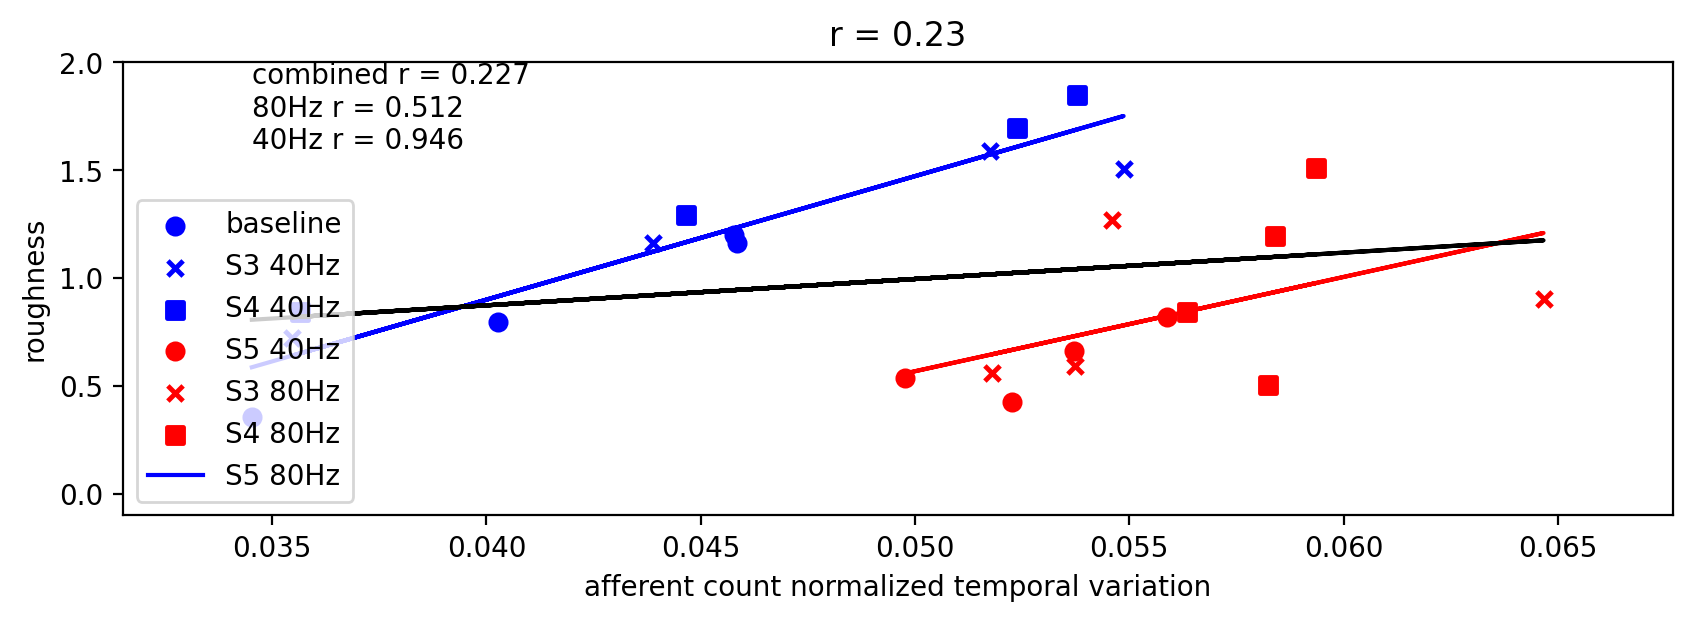 r = 0.23
combined r = 0.227
80Hz r = 0.512
40Hz r = 0.946
2.0
1.5
1.0
0.5
0.0
roughness
baseline
S3 40Hz
S4 40Hz
S5 40Hz
S3 80Hz
S4 80Hz
S5 80Hz
0.035 0.040 0.045 0.050 0.055 0.060 0.065
afferent count normalized temporal variation